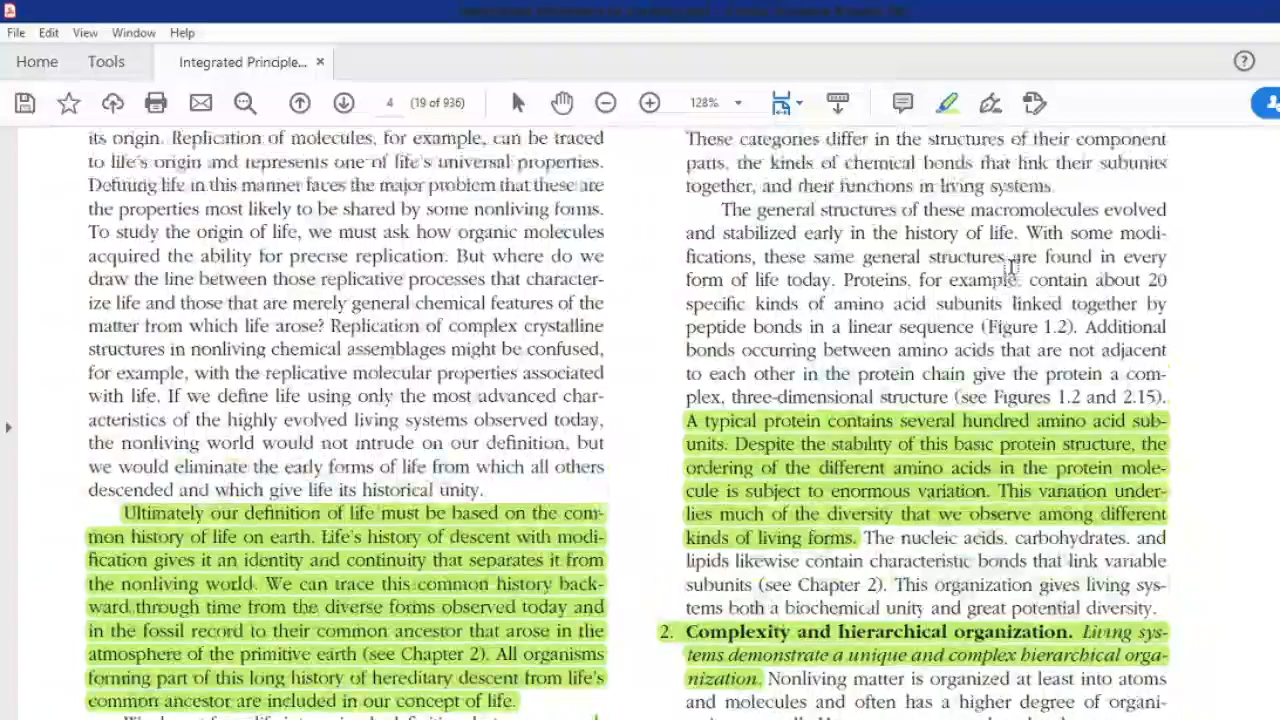 File Edit View Window Help
Home Tools Integrated Principle... ×
4 (19 of 936) 128%
its origin. Replication of molecules, for example, can be traced
to life's origin and represents one of life's universal properties.
Defining life in this manner faces the major problem that these are
the properties most likely to be shared by some nonliving forms.
To study the origin of life, we must ask how organic molecules
acquired the ability for precise replication. But where do we
draw the line between those replicative processes that character-
ize life and those that are merely general chemical features of the
matter from which life arose? Replication of complex crystalline
structures in nonliving chemical assemblages might be confused,
for example, with the replicative molecular properties associated
with life. If we define life using only the most advanced char-
acteristics of the highly evolved living systems observed today,
the nonliving world would not intrude on our definition, but
we would eliminate the early forms of life from which all others
descended and which give life its historical unity.
Ultimately our definition of life must be based on the com-
mon history of life on earth. Life's history of descent with modi-
fication gives it an identity and continuity that separates it from
the nonliving world. We can trace this common history back-
ward through time from the diverse forms observed today and
in the fossil record to their common ancestor that arose in the
atmosphere of the primitive earth (see Chapter 2). All organisms
forming part of this long history of hereditary descent from life's
common ancestor are included in our concept of life.
These categories differ in the structures of their component
parts, the kinds of chemical bonds that link their subunits
together, and their functions in living systems.
The general structures of these macromolecules evolved
and stabilized early in the history of life. With some modi-
fications, these same general structures are found in every
form of life today. Proteins, for example, contain about 20
specific kinds of amino acid subunits linked together by
peptide bonds in a linear sequence (Figure 1.2). Additional
bonds occurring between amino acids that are not adjacent
to each other in the protein chain give the protein a com-
plex, three-dimensional structure (see Figures 1.2 and 2.15).
A typical protein contains several hundred amino acid sub-
units. Despite the stability of this basic protein structure, the
ordering of the different amino acids in the protein mole-
cule is subject to enormous variation. This variation under-
lies much of the diversity that we observe among different
kinds of living forms. The nucleic acids, carbohydrates, and
lipids likewise contain characteristic bonds that link variable
subunits (see Chapter 2). This organization gives living sys-
tems both a biochemical unity and great potential diversity.
2. Complexity and hierarchical organization. Living sys-
tems demonstrate a unique and complex hierarchical orga-
nization. Nonliving matter is organized at least into atoms
and molecules and often has a higher degree of organi-